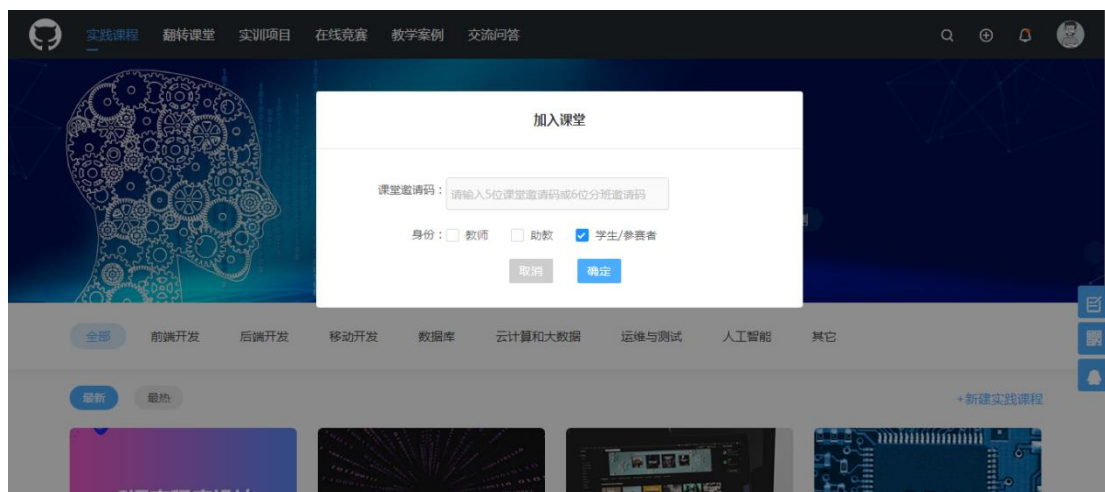 实践课程 翻转课堂 实训项目 在线竞赛 教学案例 交流问答
加入课堂
课堂邀请码：请输入5位课堂邀请码或6位分班邀请码
身份： 教师 助教 学生/参赛者
取消 确定
全部 前端开发 后端开发 移动开发 数据库 云计算和大数据 运维与测试 人工智能 其它
最新 最热 +新建实践课程